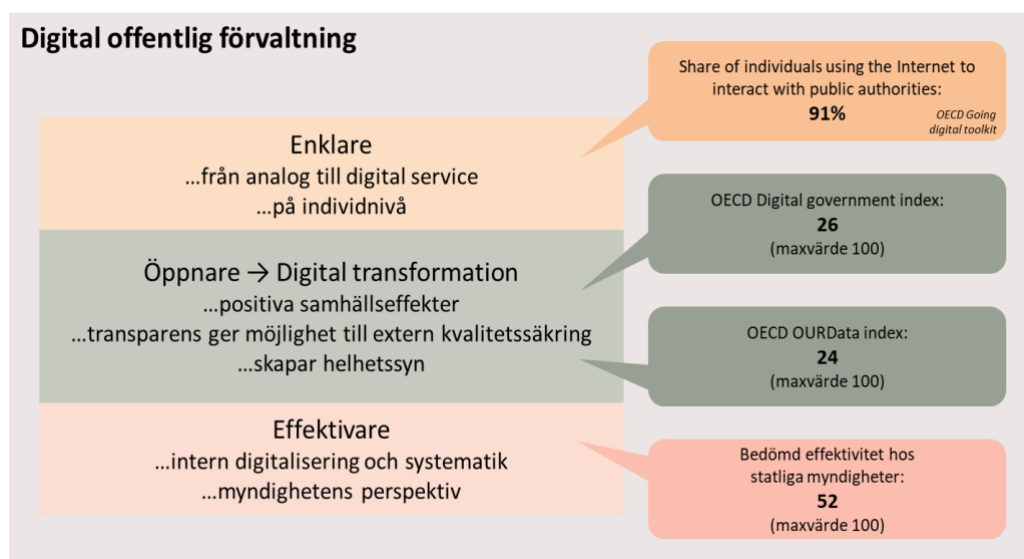 Digital offentlig förvaltning
Enklare
...från analog till digital service
...på individnivå
Öppnare → Digital transformation
...positiva samhällseffekter
...transparens ger möjlighet till extern kvalitetssäkring
...skapar helhetssyn
Effektivare
...intern digitalisering och systematik
...myndighetens perspektiv
Share of individuals using the Internet to
interact with public authorities:
91%
OECD Going
digital toolkit
OECD Digital government index:
26
(maxvärde 100)
OECD OURData index:
24
(maxvärde 100)
Bedömd effektivitet hos
statliga myndigheter:
52
(maxvärde 100)